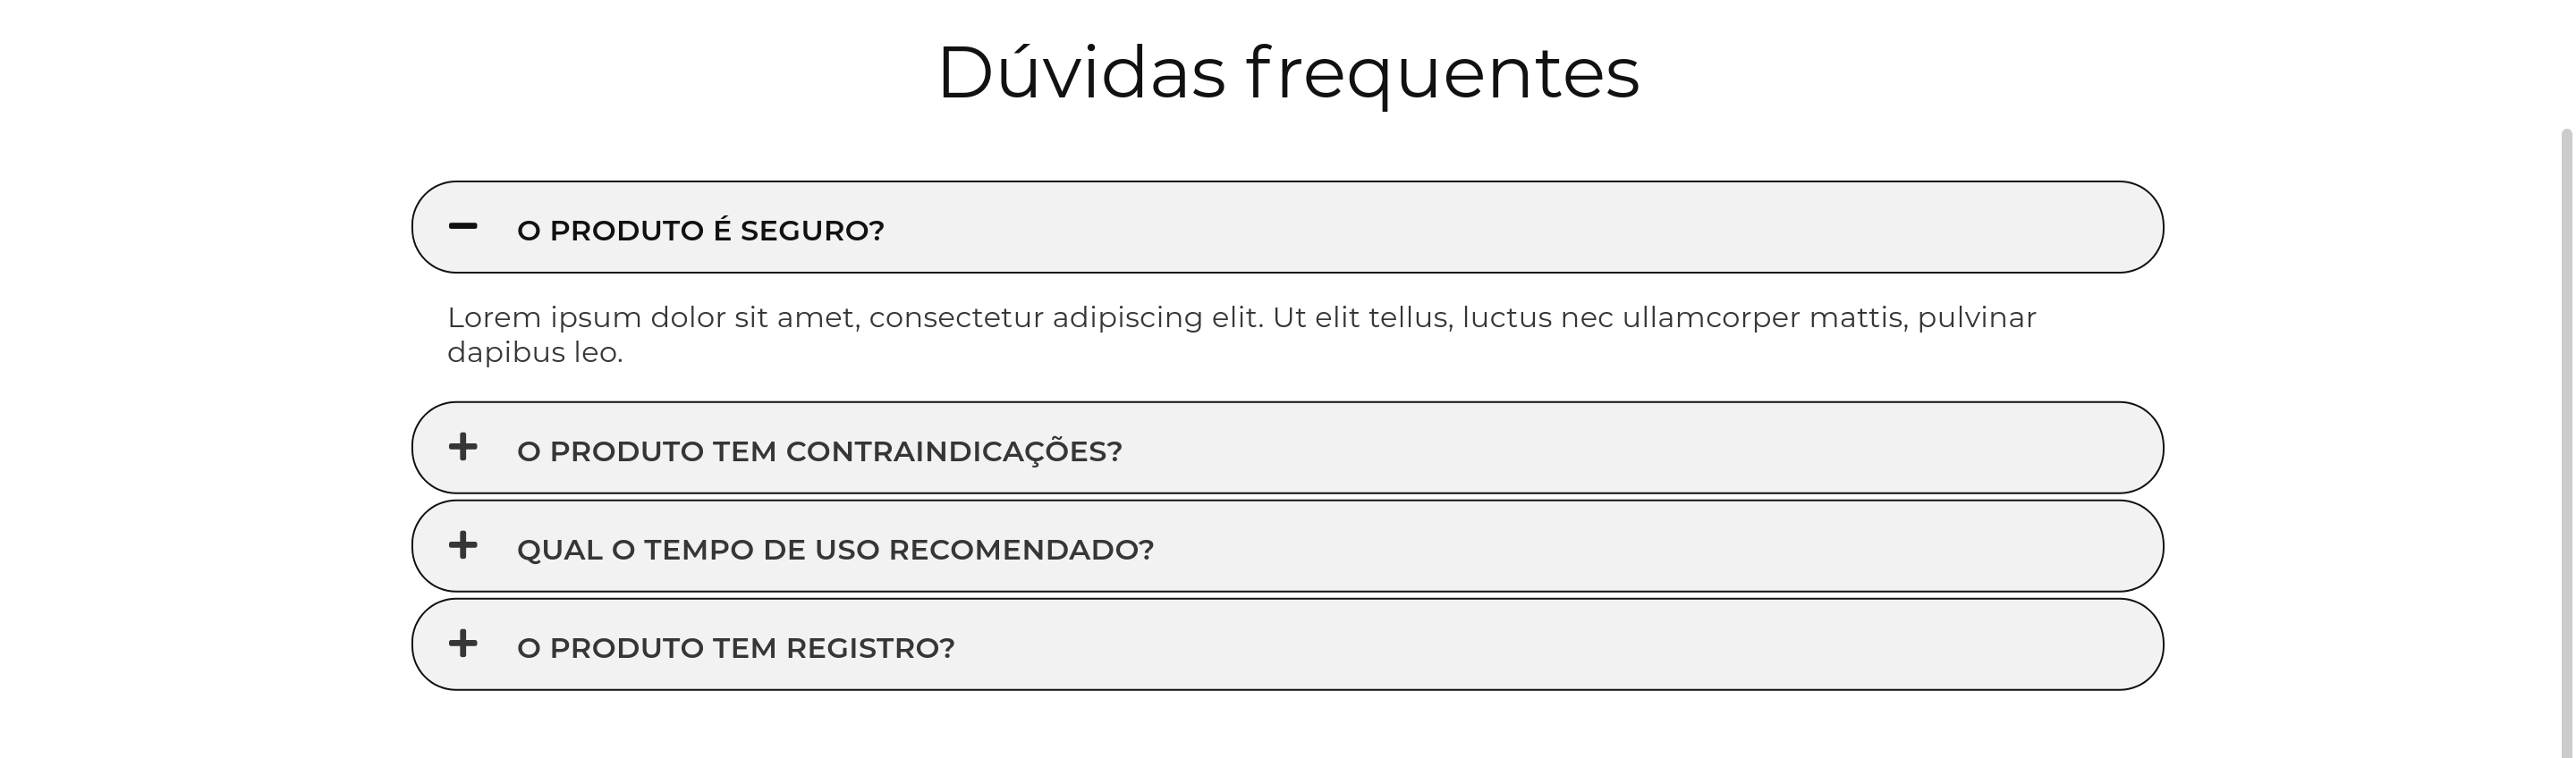 Dúvidas frequentes
O PRODUTO É SEGURO?
Lorem ipsum dolor sit amet, consectetur adipiscing elit. Ut elit tellus, luctus nec ullamcorper mattis, pulvinar
dapibus leo.
O PRODUTO TEM CONTRAINDICAÇÕES?
QUAL O TEMPO DE USO RECOMENDADO?
O PRODUTO TEM REGISTRO?